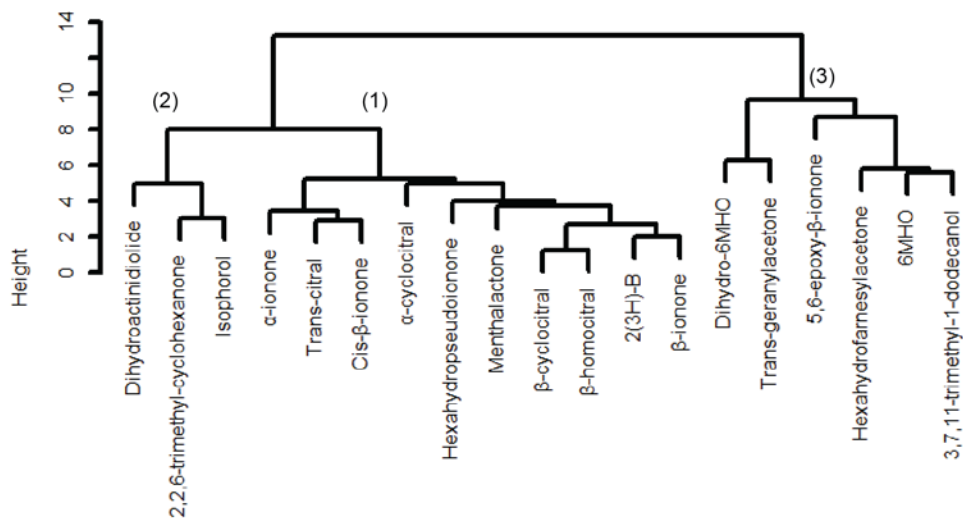 14
10
8
6
4
2
0
Height
(2)
(1)
(3)
Dihydroactinidiolide
2,2,6-trimethyl-cyclohexanone
Isophorol
α-ionone
Trans-citral
Cis-β-ionone
α-cyclocitral
Hexahydropseudoionone
Menthalactone
β-cyclocitral
β-homocitral
2(3H)-B
β-ionone
Dihydro-6MHO
Trans-geranylacetone
5,6-epoxy-β-ionone
Hexahydrofarnesylacetone
6MHO
3,7,11-trimethyl-1-dodecanol